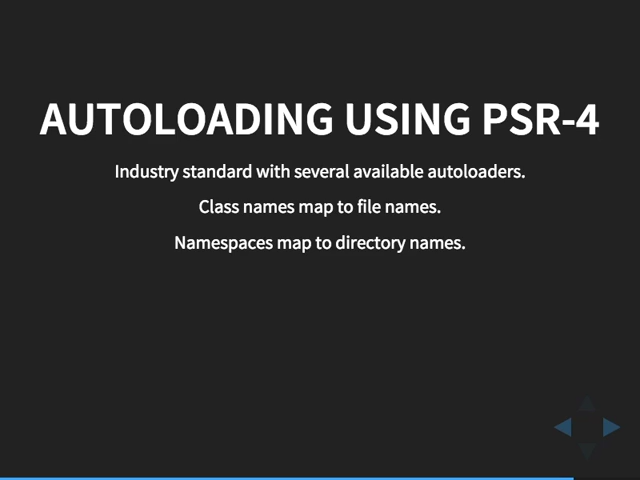 AUTOLOADING USING PSR-4
Industry standard with several available autoloaders.
Class names map to file names.
Namespaces map to directory names.